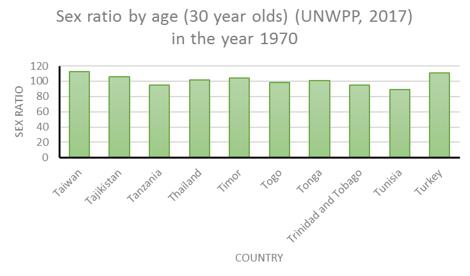 Sex ratio by age (30 year olds) (UNWPP, 2017)
in the year 1970
SEX RATIO
120
100
80
60
40
20
0
Taiwan
Tajikistan
Tanzania
Thailand
Timor
Togo
Tonga
Trinidad and Tobago
Tunisia
Turkey
COUNTRY